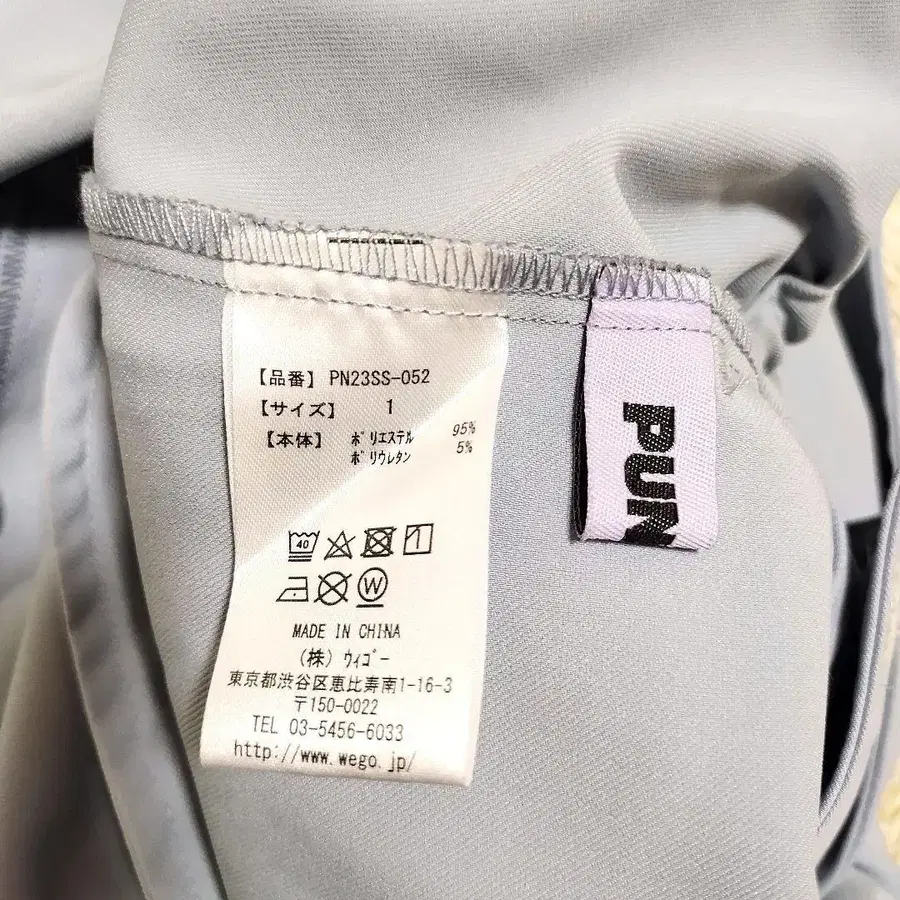 【品番】 PN23SS-052
【サイズ】 1
【本体】 ポリエステル 95%
ポリウレタン 5%
40
1
W
MADE IN CHINA
(株) ウィゴー
東京都渋谷区恵比寿南1-16-3
〒150-0022
TEL 03-5456-6033
http://www.wego.jp/
PUN